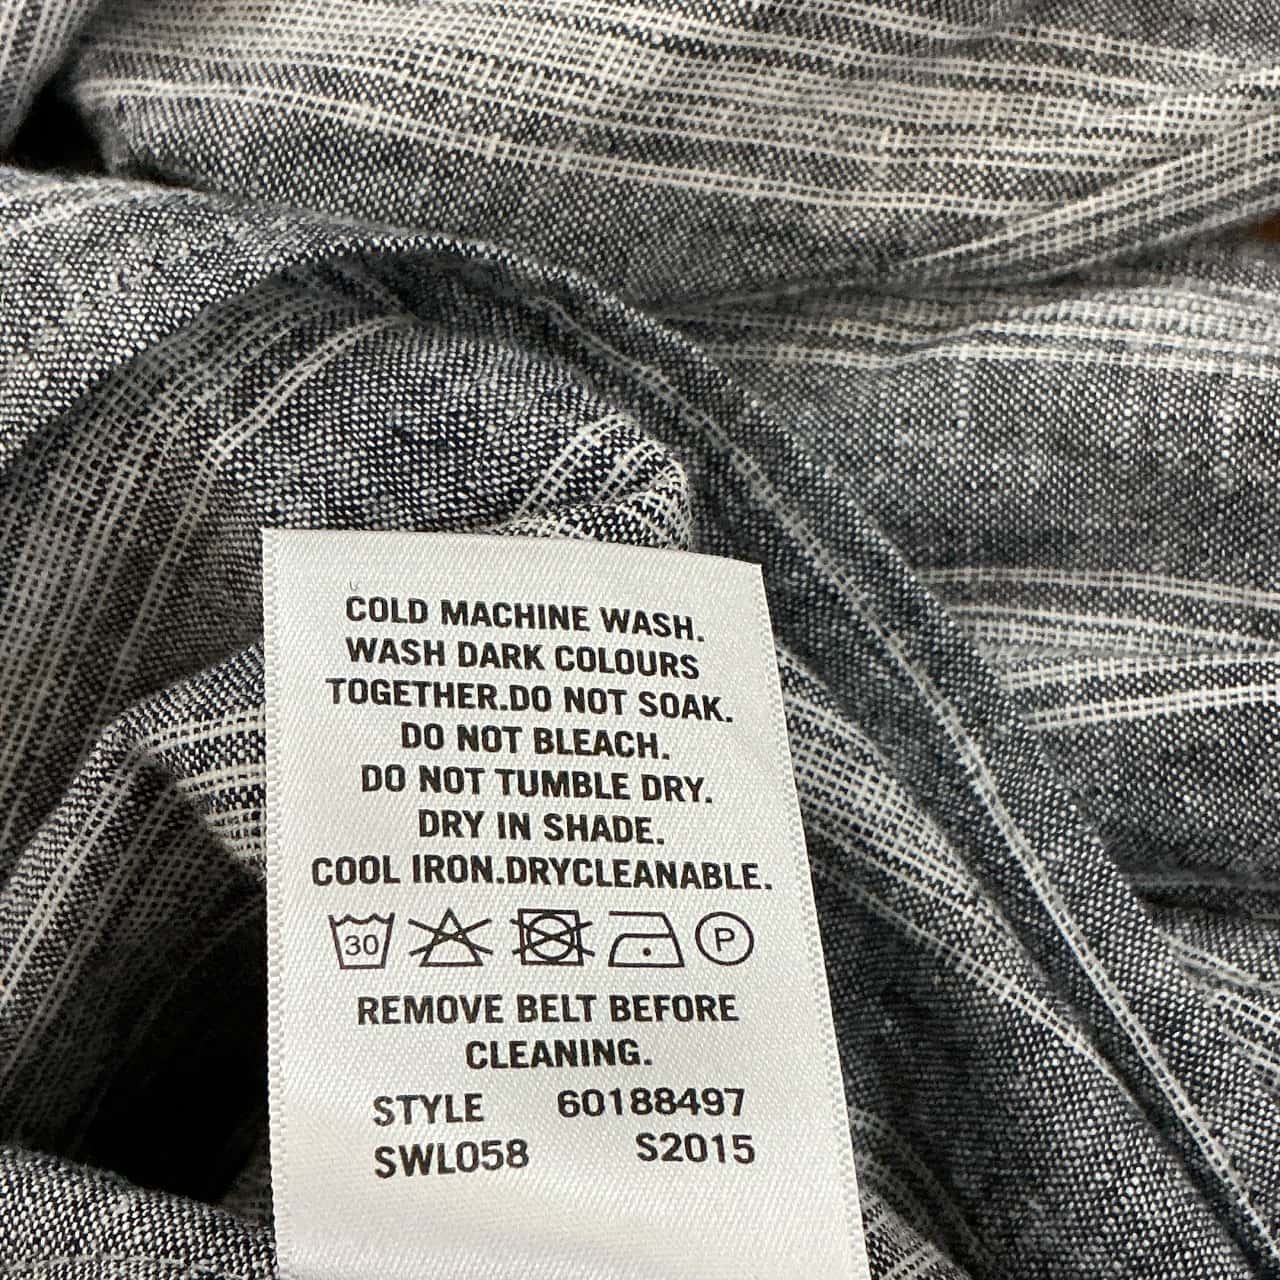 COLD MACHINE WASH.
WASH DARK COLOURS
TOGETHER.DO NOT SOAK.
DO NOT BLEACH.
DO NOT TUMBLE DRY.
DRY IN SHADE.
COOL IRON.DRYCLEANABLE.
30 P
REMOVE BELT BEFORE
CLEANING.
STYLE 60188497
SWL058 S2015